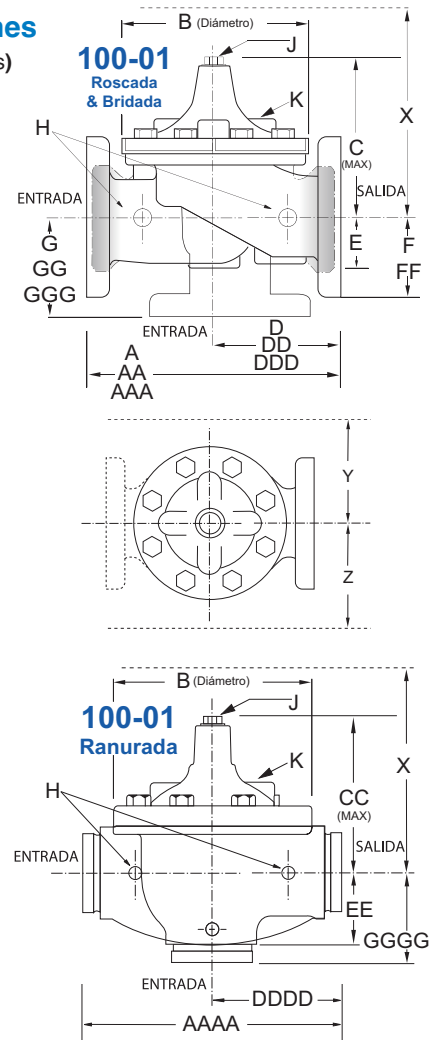 nes
s)
B (Diámetro)
J
100-01
Roscada
& Bridada
K
X
C
(MAX)
H
ENTRADA
SALIDA
E
G
GG
GGG
F
FF
ENTRADA
D
DD
DDD
A
AA
AAA
Y
Z
B (Diámetro)
J
100-01
Ranurada
K
X
H
CC
(MAX)
ENTRADA
SALIDA
EE
GGGG
ENTRADA
DDDD
AAAA